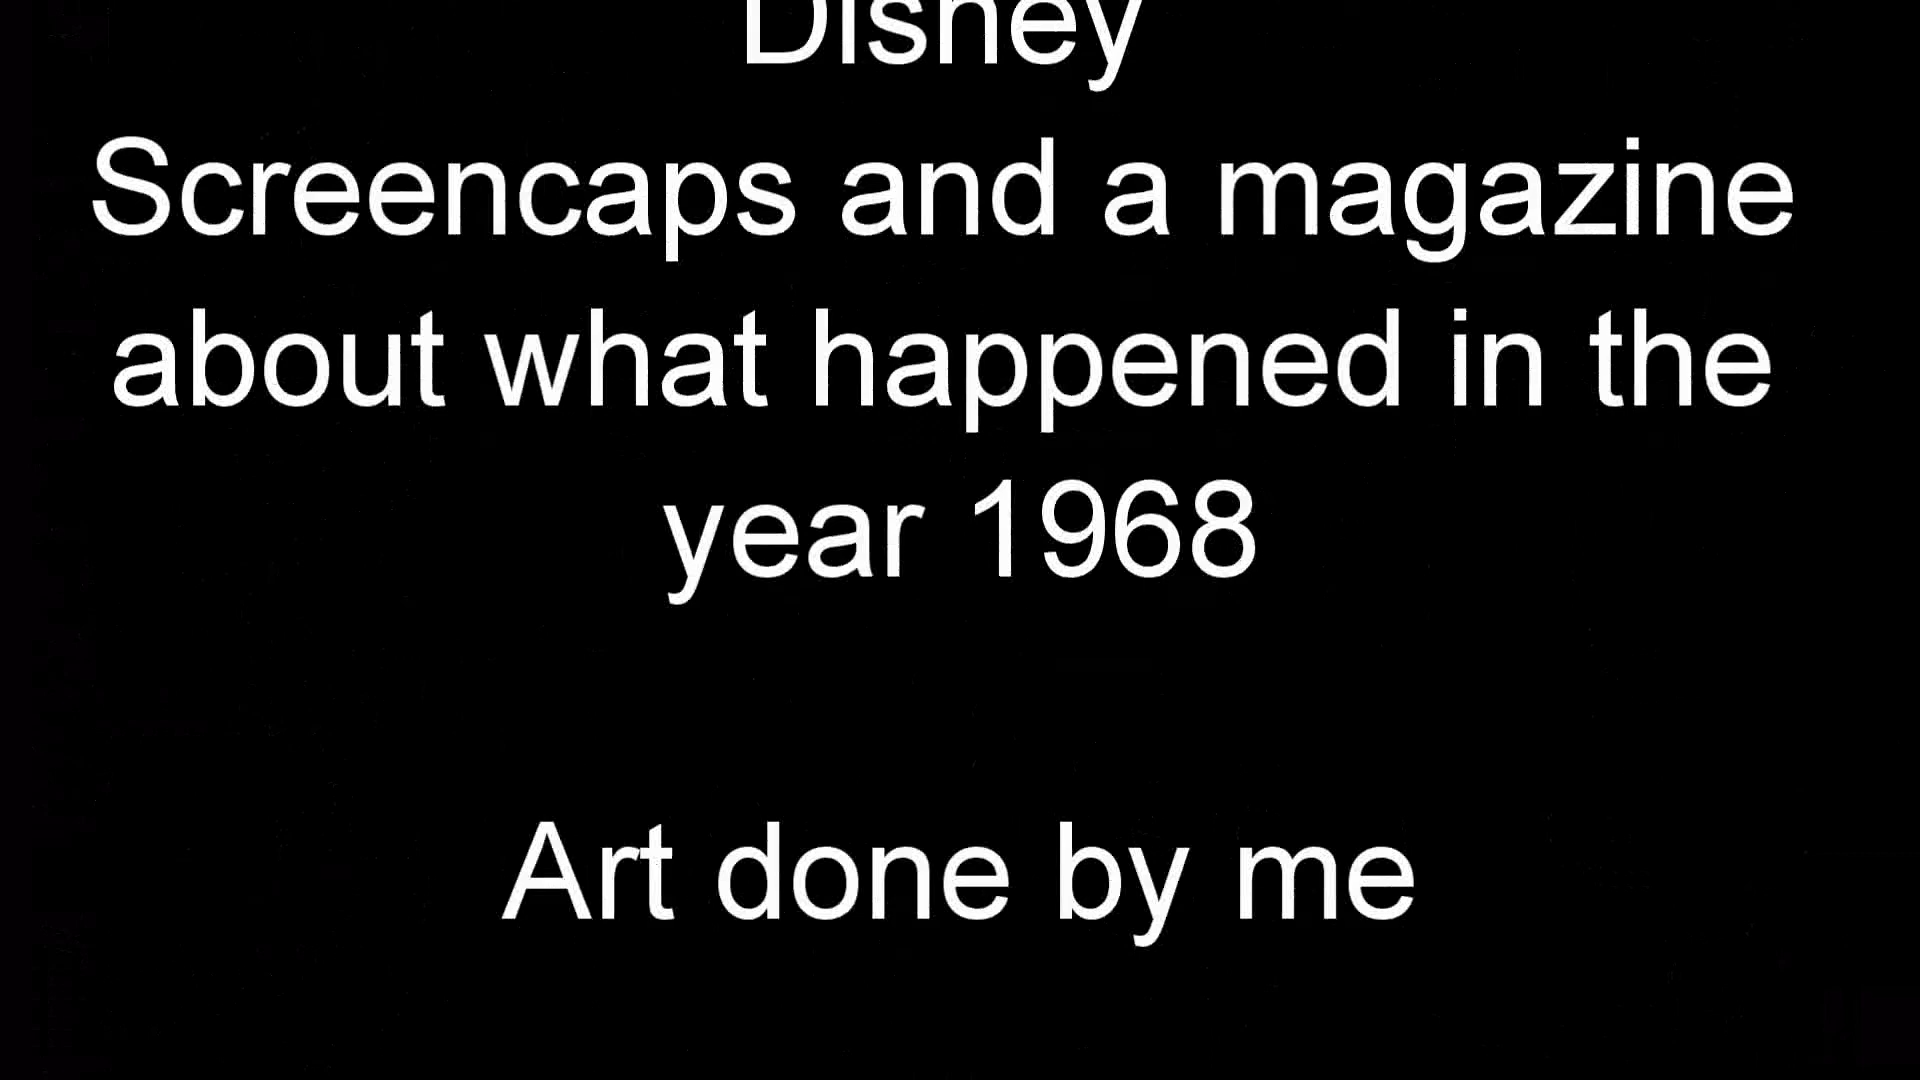 Disney
Screencaps and a magazine
about what happened in the
year 1968
Art done by me